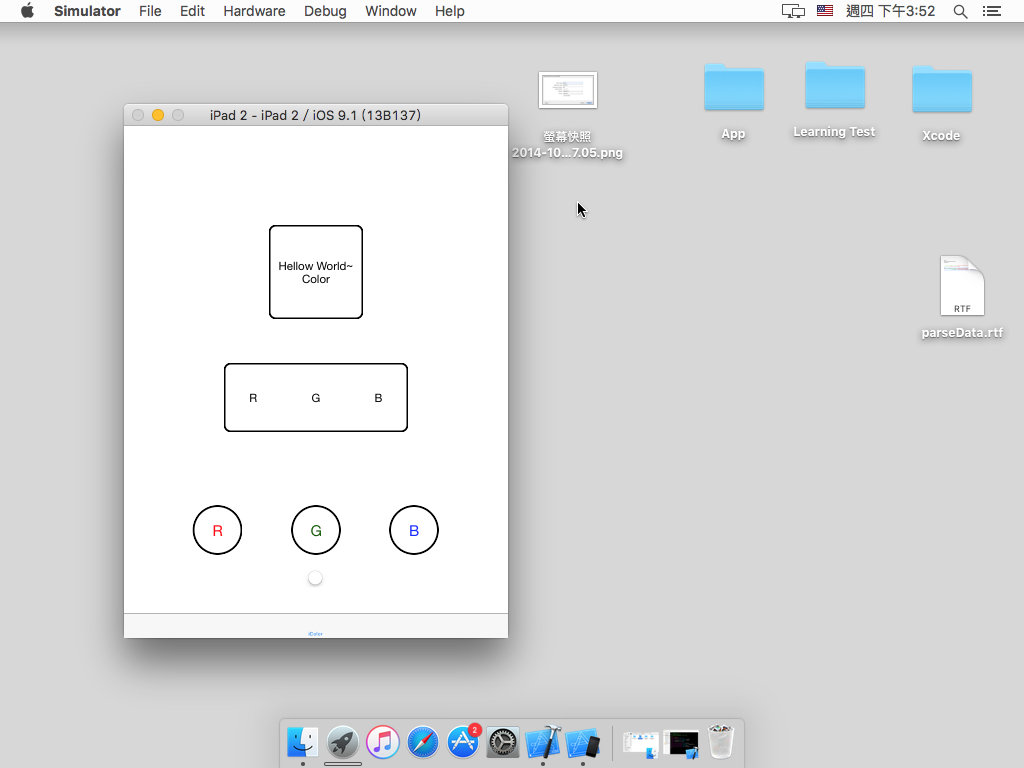 Simulator File Edit Hardware Debug Window Help 週四 下午3:52
iPad 2 - iPad 2 / iOS 9.1 (13B137)
螢幕快照
2014-10...7.05.png
App
Learning Test
Xcode
Hellow World~
Color
RTF
parseData.rtf
R G B
R G B
iColor
2